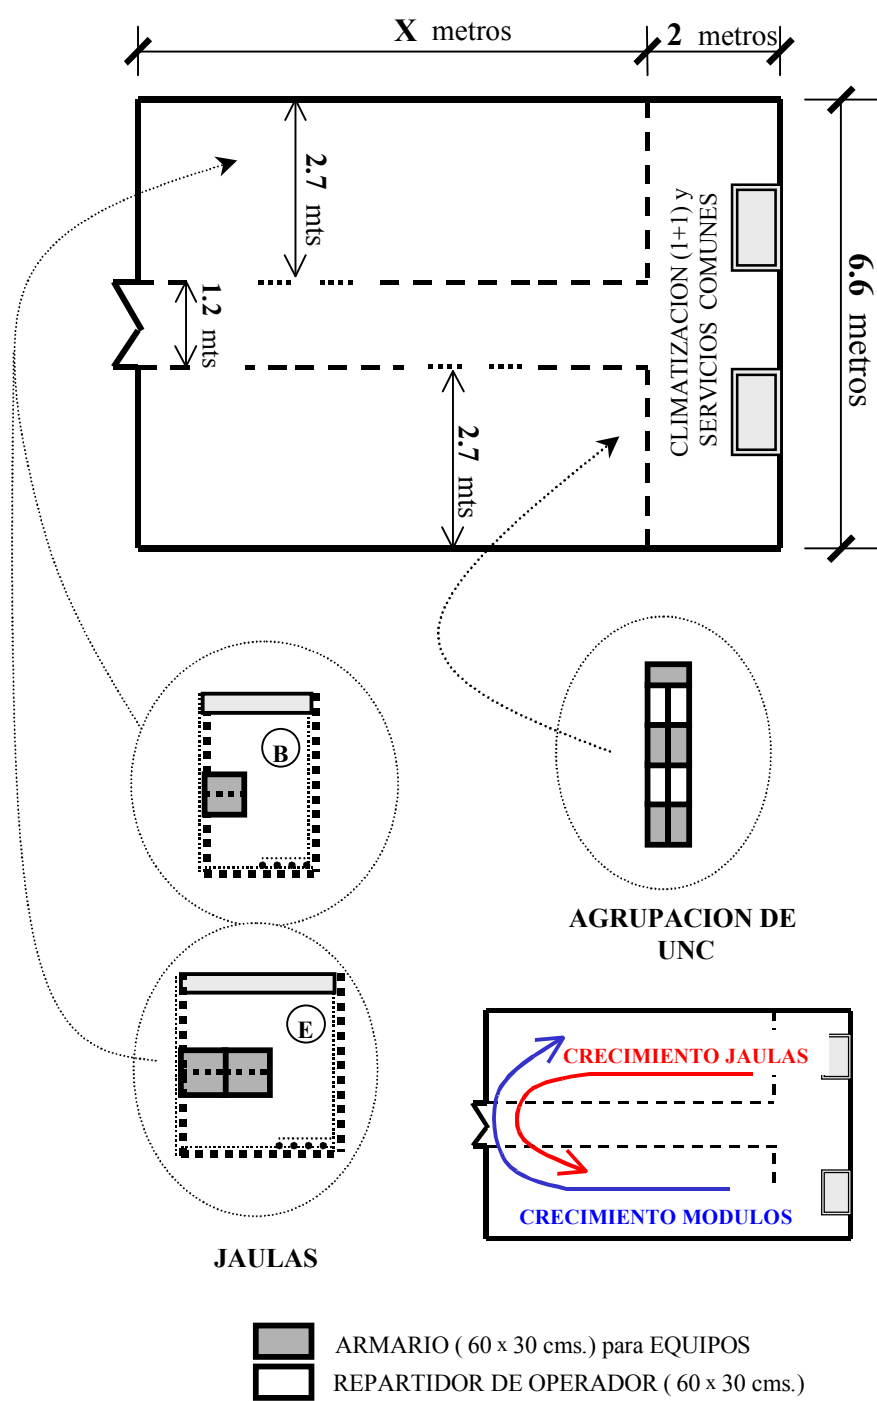 X metros
2 metros
2.7 mts
1.2 mts
2.7 mts
CLIMATIZACION (1+1) y
SERVICIOS COMUNES
6.6 metros
B
AGRUPACION DE
UNC
E
JAULAS
CRECIMIENTO JAULAS
CRECIMIENTO MODULOS
ARMARIO ( 60 x 30 cms.) para EQUIPOS
REPARTIDOR DE OPERADOR ( 60 x 30 cms.)